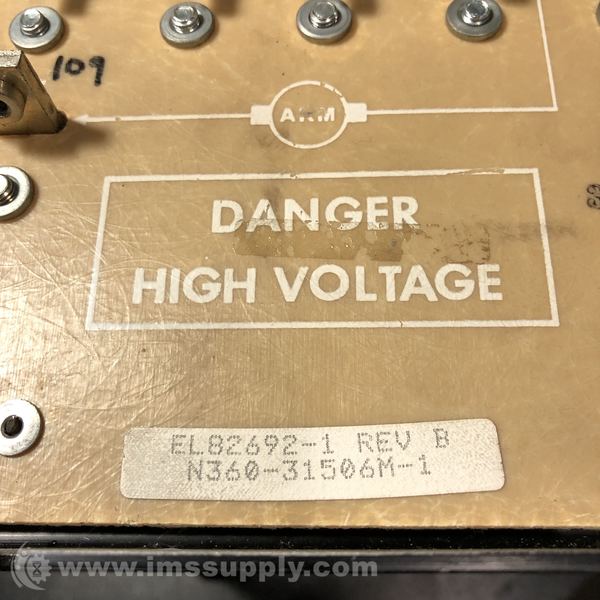 109
ARM
DANGER
HIGH VOLTAGE
EL82692-1 REV B
N360-31506M-1
www.imssupply.com